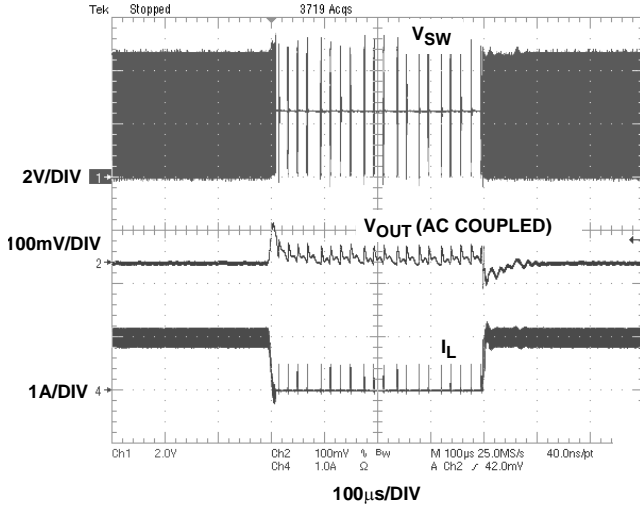 Tek Stopped 3719 Acqs
VSW
2V/DIV
1
VOUT (AC COUPLED)
100mV/DIV
2
IL
1A/DIV
4
Ch1 2.0V Ch2 100mV % BW M 100µs 25.0MS/s 40.0ns/pt
Ch4 1.0A Ω A Ch2 ∕ 42.0mV
100µs/DIV